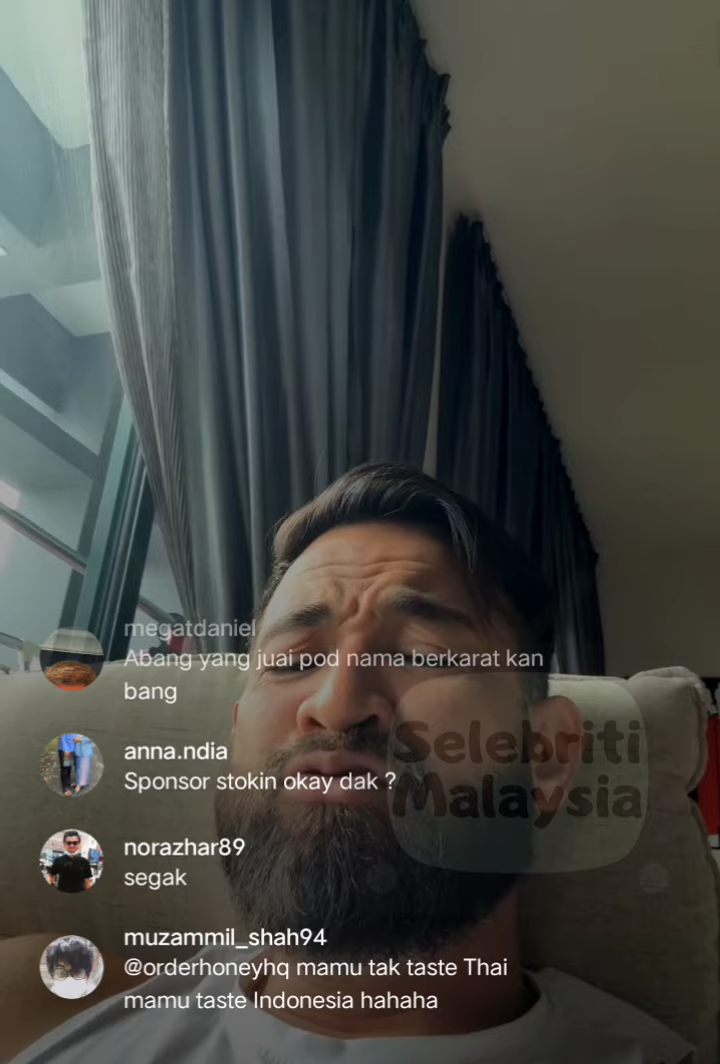 megatdaniel
Abang yang juai pod nama berkarat kan
bang
anna.ndia
Sponsor stokin okay dak ?
Selebriti
Malaysia
norazhar89
segak
muzammil_shah94
@orderhoneyhq mamu tak taste Thai
mamu taste Indonesia hahaha